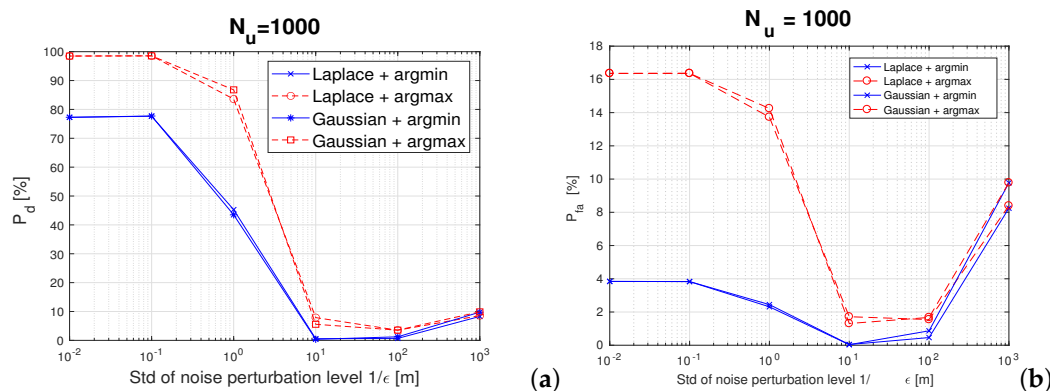 N_u=1000
100
90
80
70
60
50
40
30
20
10
0
P_d [%]
Laplace + argmin
Laplace + argmax
Gaussian + argmin
Gaussian + argmax
10^-2
10^-1
10^0
10^1
10^2
10^3
Std of noise perturbation level 1/ϵ [m]
(a)
N_u = 1000
18
16
14
12
10
8
6
4
2
0
P_fa [%]
Laplace + argmin
Laplace + argmax
Gaussian + argmin
Gaussian + argmax
10^-2
10^-1
10^0
10^1
10^2
10^3
Std of noise perturbation level 1/ ϵ [m]
(b)